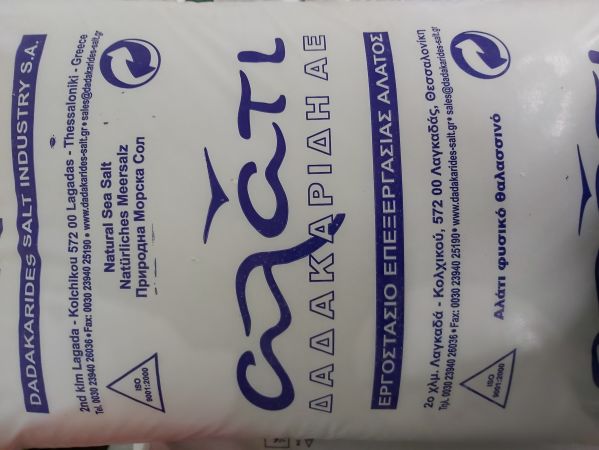 DADAKARIDES SALT INDUSTRY S.A.
2nd klm Lagada - Kolchikou 572 00 Lagadas - Thessaloniki - Greece
Tel. 0030 23940 26036 • Fax: 0030 23940 25190 • www.dadakarides-salt.gr • sales@dadakarides-salt.gr
Natural Sea Salt
Natürliches Meersalz
Природна Морска Сол
ISO
9001:2000
αλάτι
ΔΑΔΑΚΑΡΙΔΗ ΑΕ
ΕΡΓΟΣΤΑΣΙΟ ΕΠΕΞΕΡΓΑΣΙΑΣ ΑΛΑΤΟΣ
2ο χλμ. Λαγκαδά - Κολχικού, 572 00 Λαγκαδάς, Θεσσαλονίκη
Τηλ. 0030 23940 26036 • Fax: 0030 23940 25190 • www.dadakarides-salt.gr • sales@dadakarides-salt.gr
Αλάτι φυσικό θαλασσινό
ISO
9001:2000